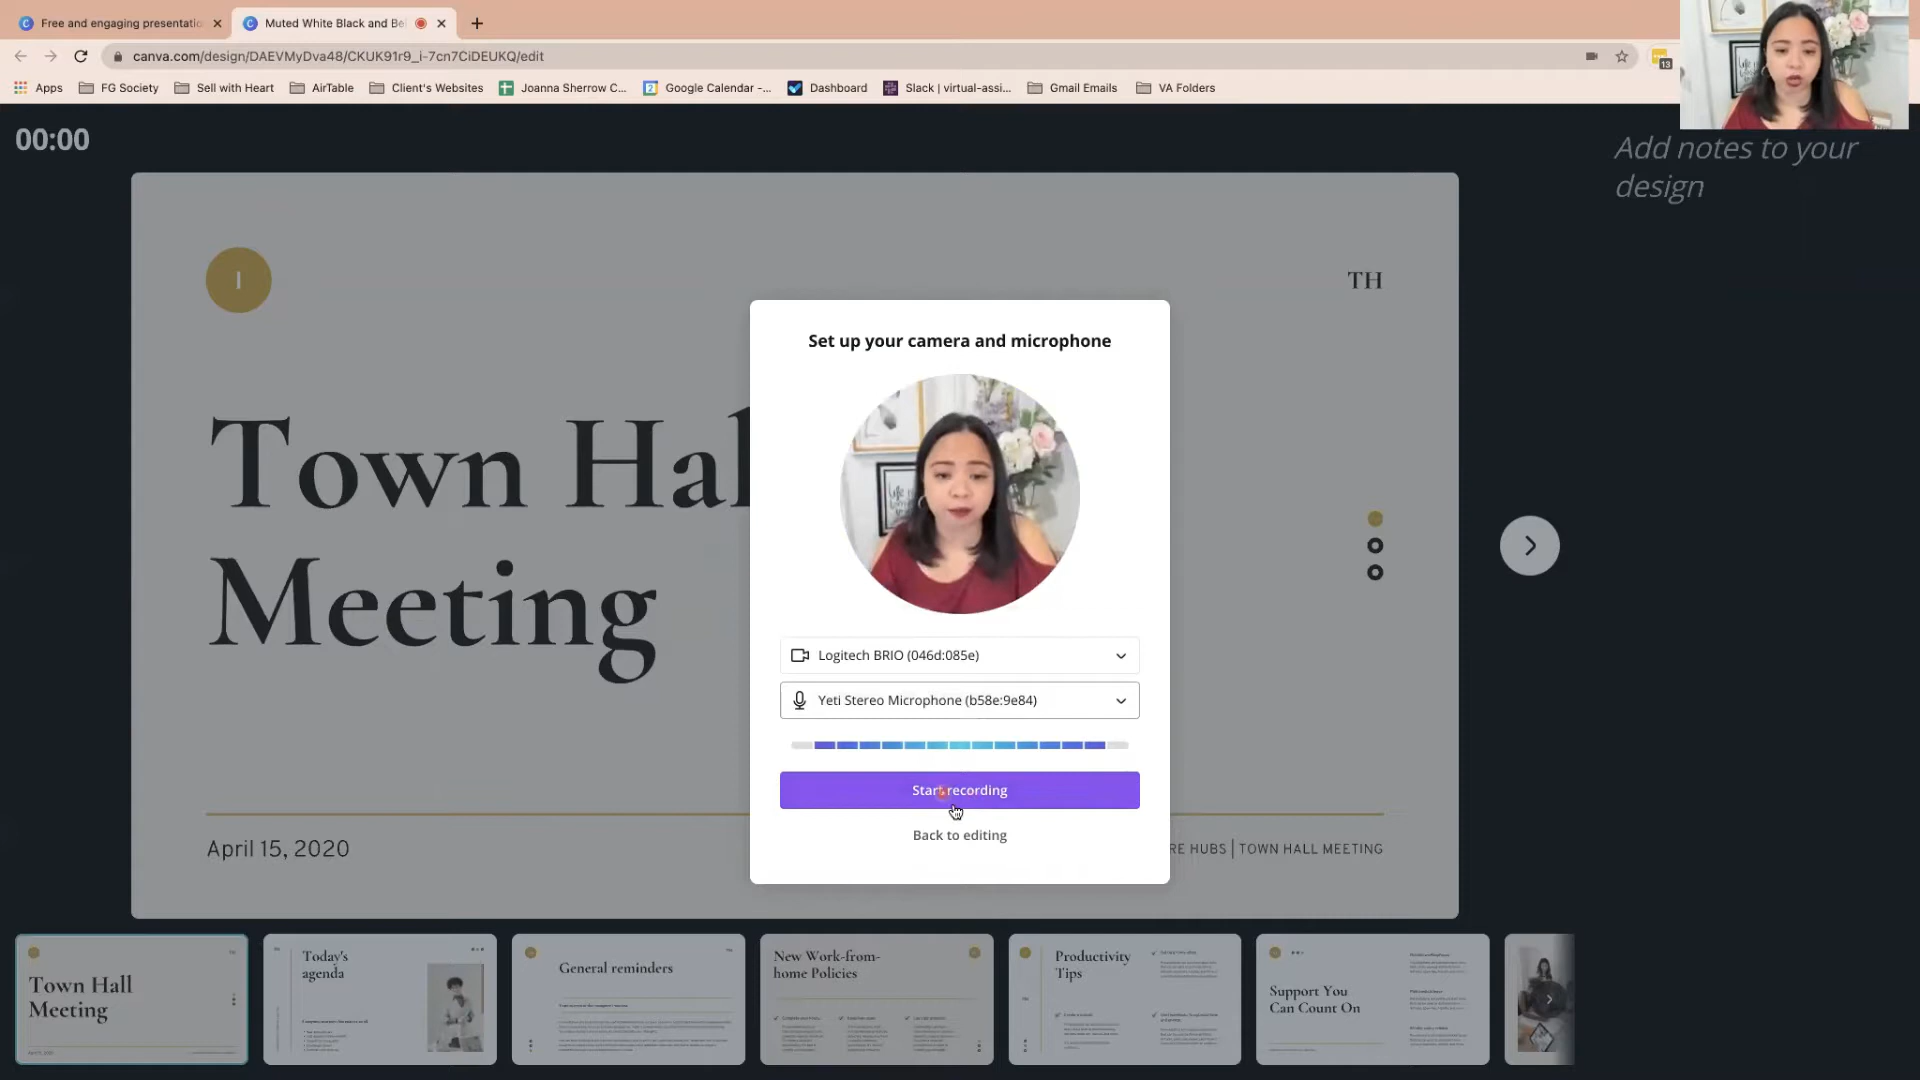 Free and engaging presentatio
Muted White Black and Be
canva.com/design/DAEVMyDva48/CKUK91r9_i-7cn7CiDEUKQ/edit
13
Apps
FG Society
Sell with Heart
AirTable
Client's Websites
Joanna Sherrow C...
Google Calendar -...
Dashboard
Slack | virtual-assi...
Gmail Emails
VA Folders
00:00
Add notes to your
design
I
TH
Town Hal
Meeting
April 15, 2020
RE HUBS | TOWN HALL MEETING
Set up your camera and microphone
Logitech BRIO (046d:085e)
Yeti Stereo Microphone (b58e:9e84)
Start recording
Back to editing
Town Hall
Meeting
Today's
agenda
General reminders
New Work-from-
home Policies
Productivity
Tips
Support You
Can Count On